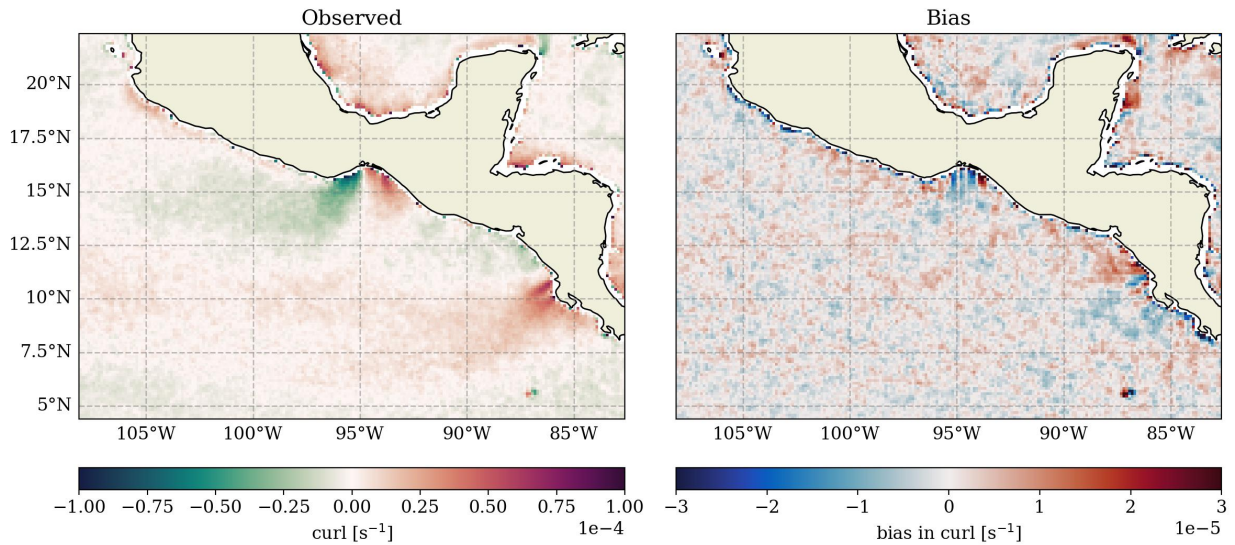 Observed
Bias
20°N
17.5°N
15°N
12.5°N
10°N
7.5°N
5°N
105°W 100°W 95°W 90°W 85°W
105°W 100°W 95°W 90°W 85°W
−1.00 −0.75 −0.50 −0.25 0.00 0.25 0.50 0.75 1.00
curl [s⁻¹]
1e−4
−3 −2 −1 0 1 2 3
bias in curl [s⁻¹]
1e−5